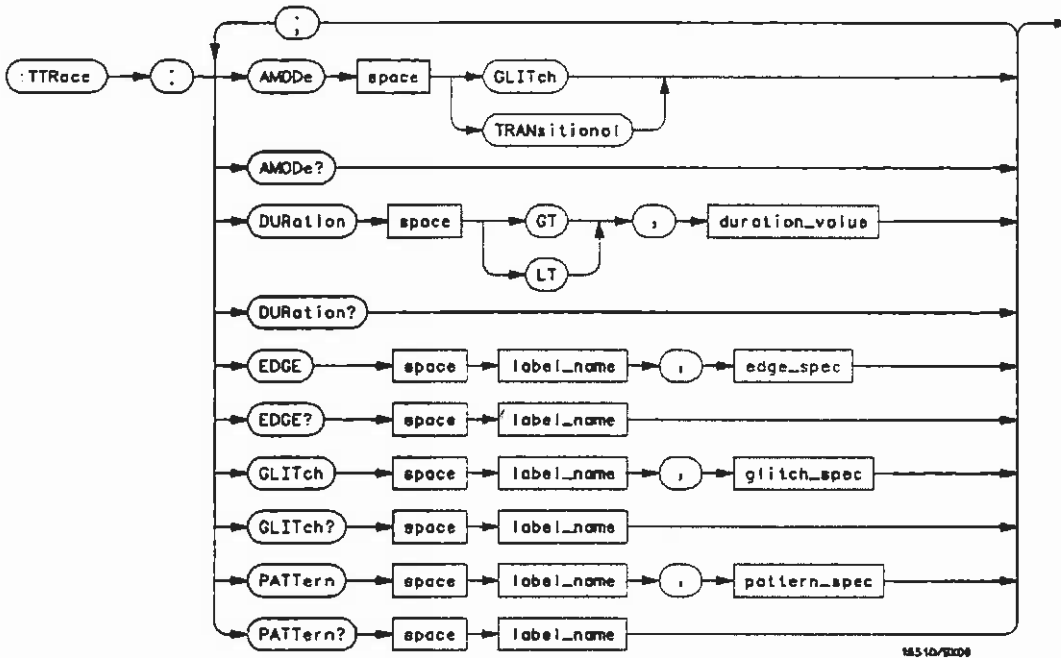 ;
:TTRace : AMODe space GLITch
TRANsitional
AMODe?
DURation space GT , duration_value
LT
DURation?
EDGE space label_name , edge_spec
EDGE? space label_name
GLITch space label_name , glitch_spec
GLITch? space label_name
PATTern space label_name , pattern_spec
PATTern? space label_name